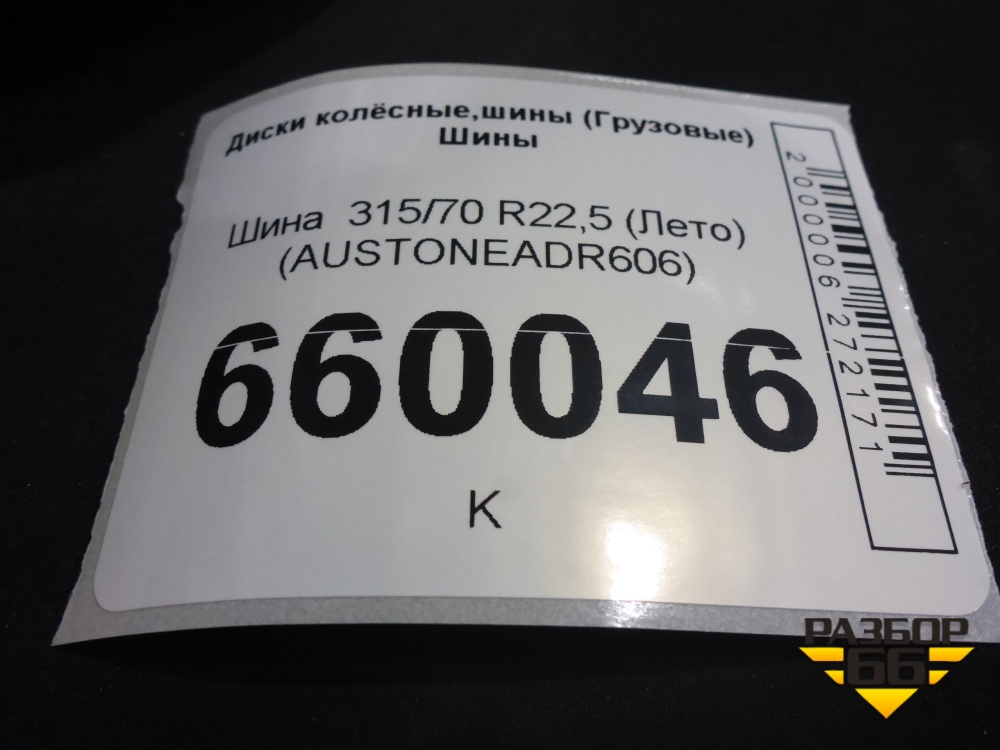 Диски колёсные,шины (Грузовые)
Шины
Шина 315/70 R22,5 (Лето)
(AUSTONEADR606)
660046
К
2000006272171
РАЗБОР
66